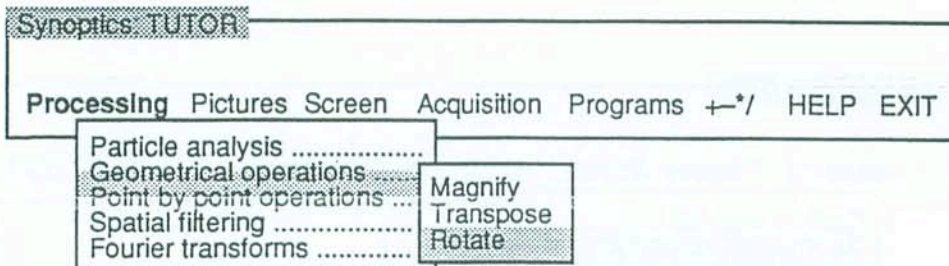 Synoptics: TUTOR
Processing Pictures Screen Acquisition Programs +-*/ HELP EXIT
Particle analysis ..................
Geometrical operations ......
Point by point operations ...
Spatial filtering ...................
Fourier transforms .............
Magnify
Transpose
Rotate